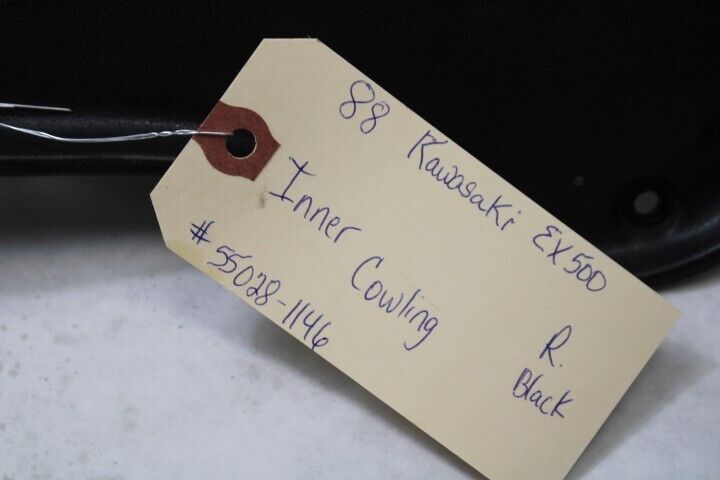 88 Kawasaki EX500
Inner Cowling R.
#55028-1146 Black